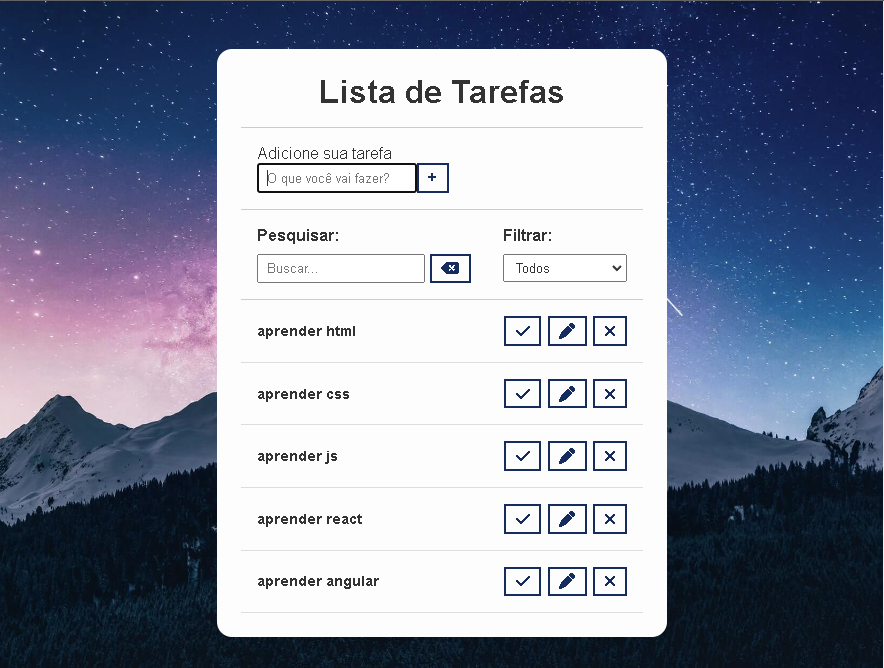 Lista de Tarefas
Adicione sua tarefa
O que você vai fazer? +
Pesquisar: Filtrar:
Buscar... Todos
aprender html
aprender css
aprender js
aprender react
aprender angular